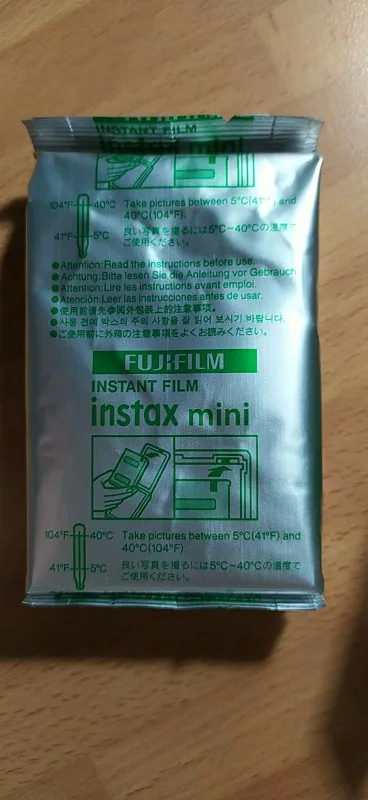 FUJIFILM
INSTANT FILM
instax mini
104°F 40°C Take pictures between 5°C(41°F) and
40°C(104°F).
41°F 5°C 良い写真を撮るには5°C~40°Cの温度で
ご使用ください。
●Attention:Read the instructions before use.
●Achtung:Bitte lesen Sie die Anleitung vor Gebrauch
●Attention:Lire les instructions avant emploi.
●Atención:Leer las instrucciones antes de usar.
●使用前请先参阅外包装上的注意事项。
●사용 전에 박스의 주의 사항을 잘 읽어 보시기 바랍니다.
●ご使用前に外箱の注意事項をよくお読みください。
FUJIFILM
INSTANT FILM
instax mini
104°F 40°C Take pictures between 5°C(41°F) and
40°C(104°F).
41°F 5°C 良い写真を撮るには5°C~40°Cの温度で
ご使用ください。